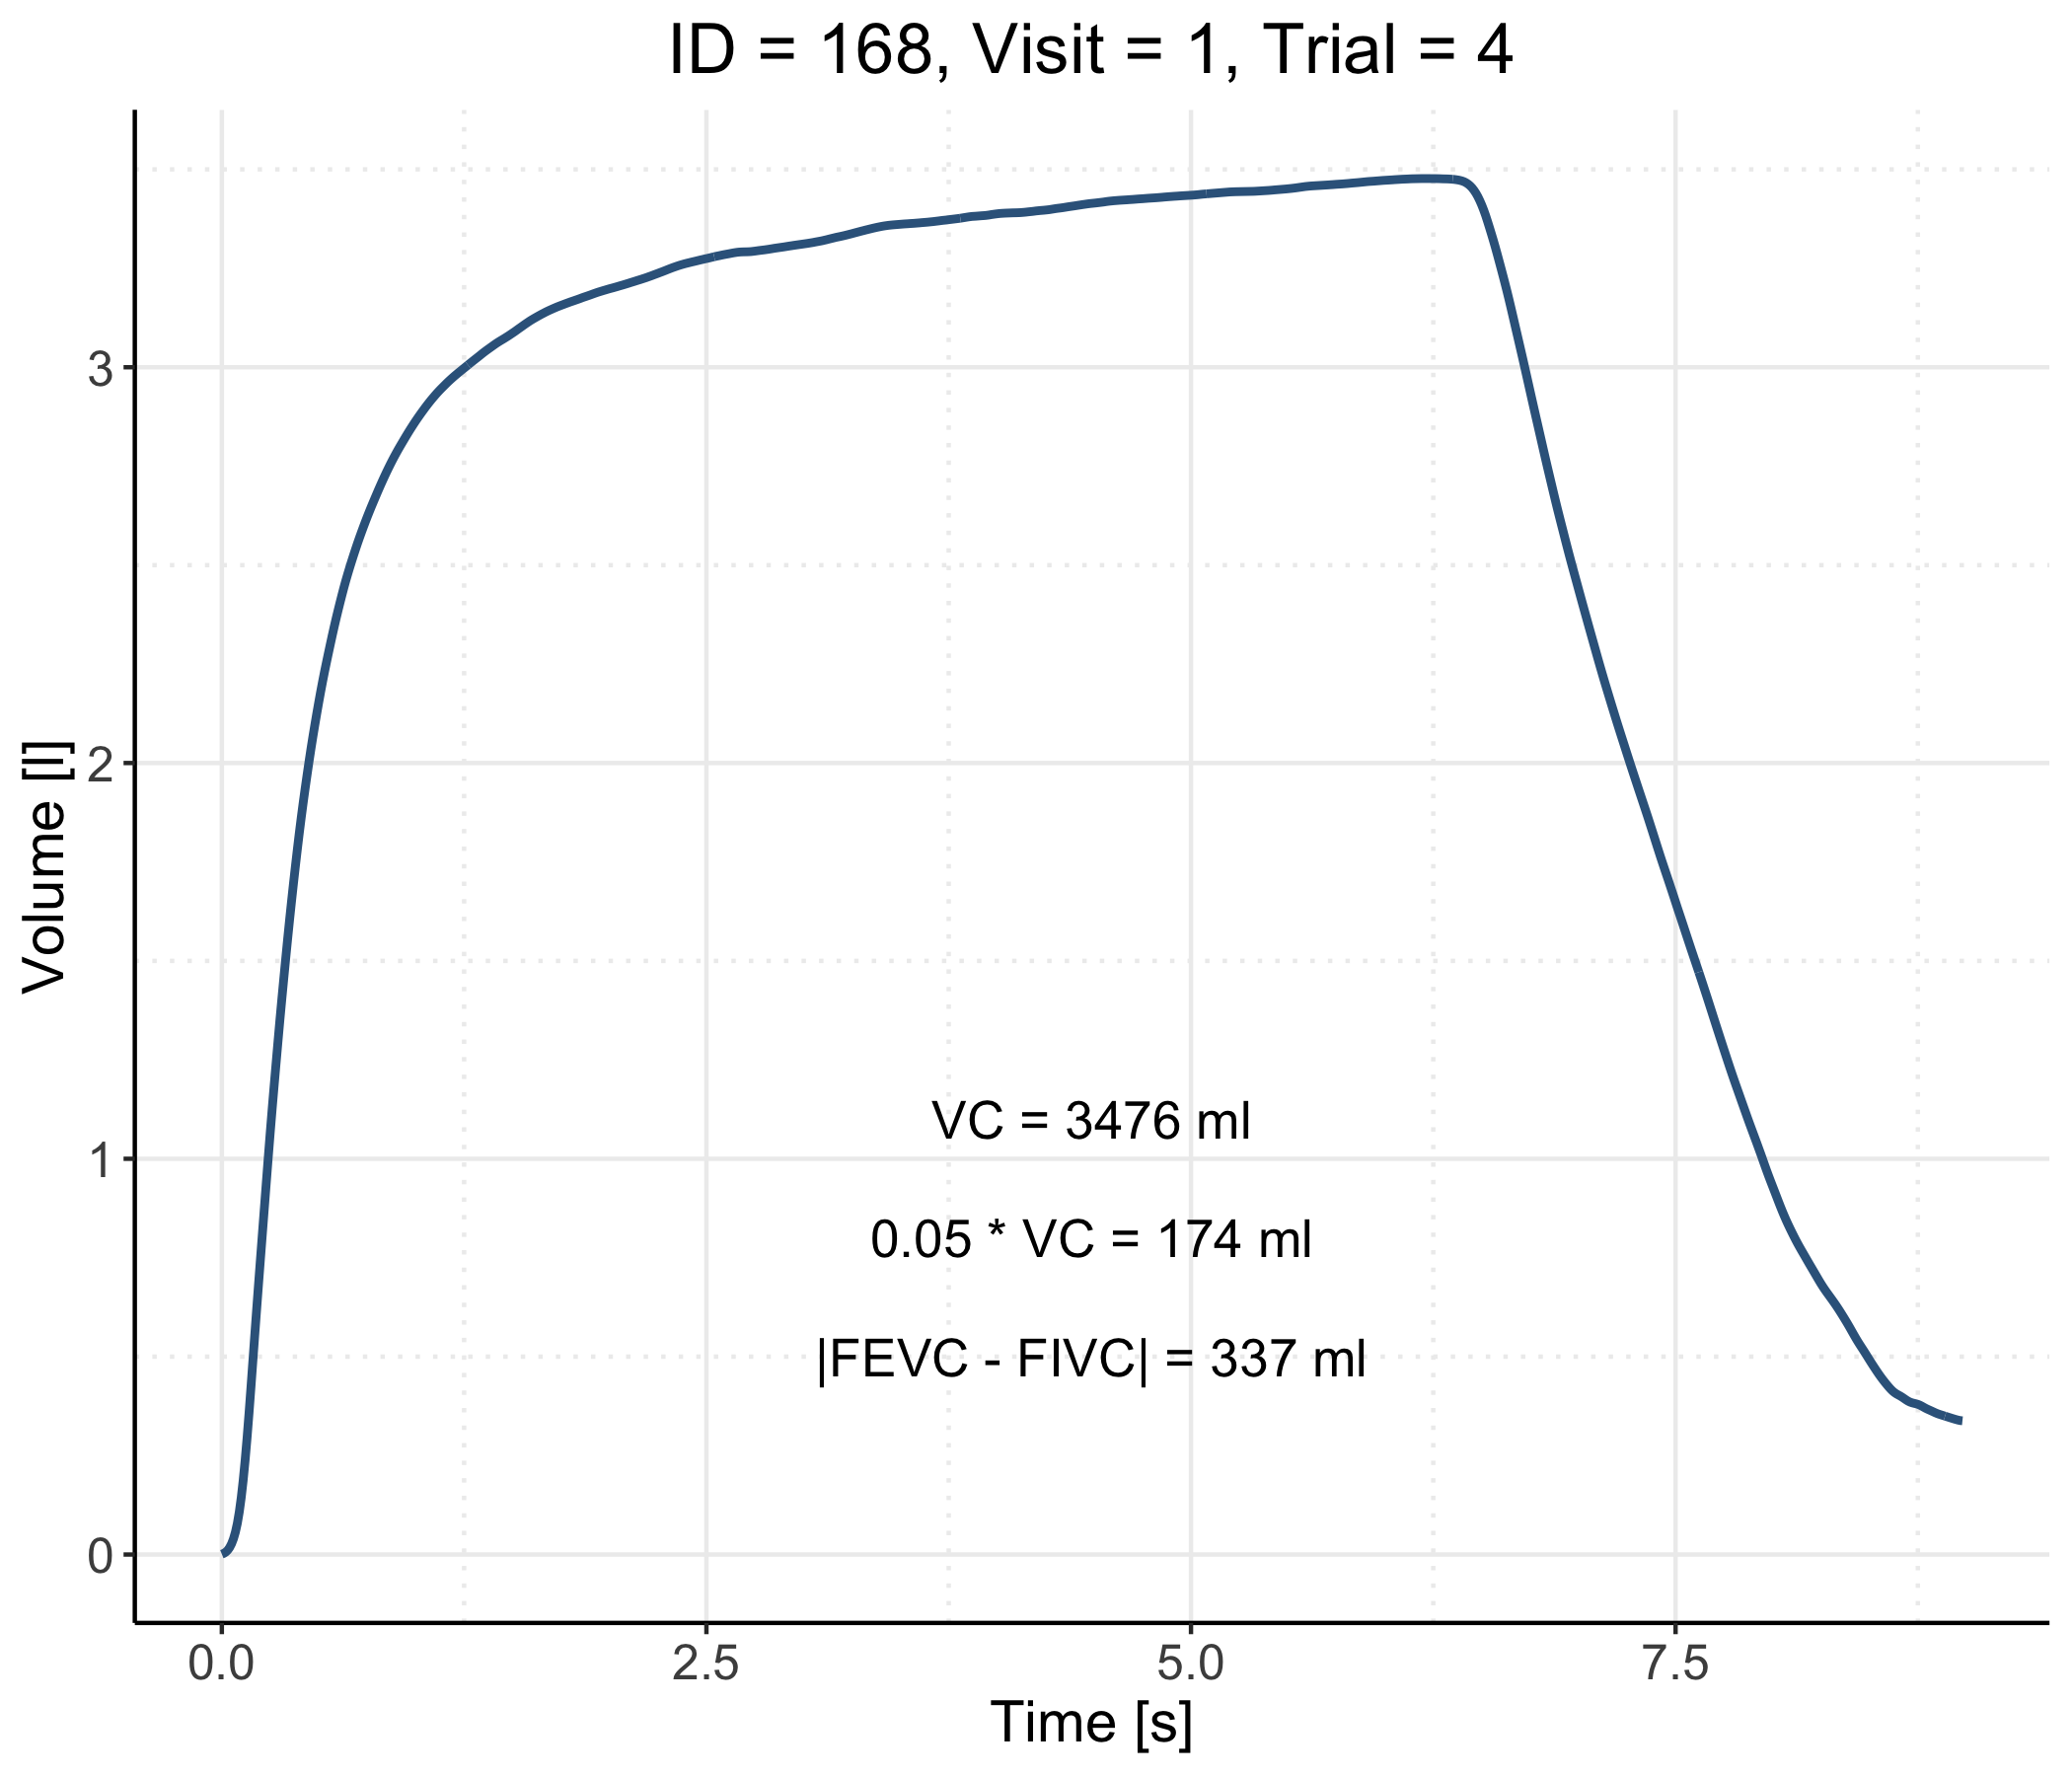 ID = 168, Visit = 1, Trial = 4
Volume [l]
3
2
1
0
VC = 3476 ml
0.05 * VC = 174 ml
|FEVC - FIVC| = 337 ml
0.0 2.5 5.0 7.5
Time [s]